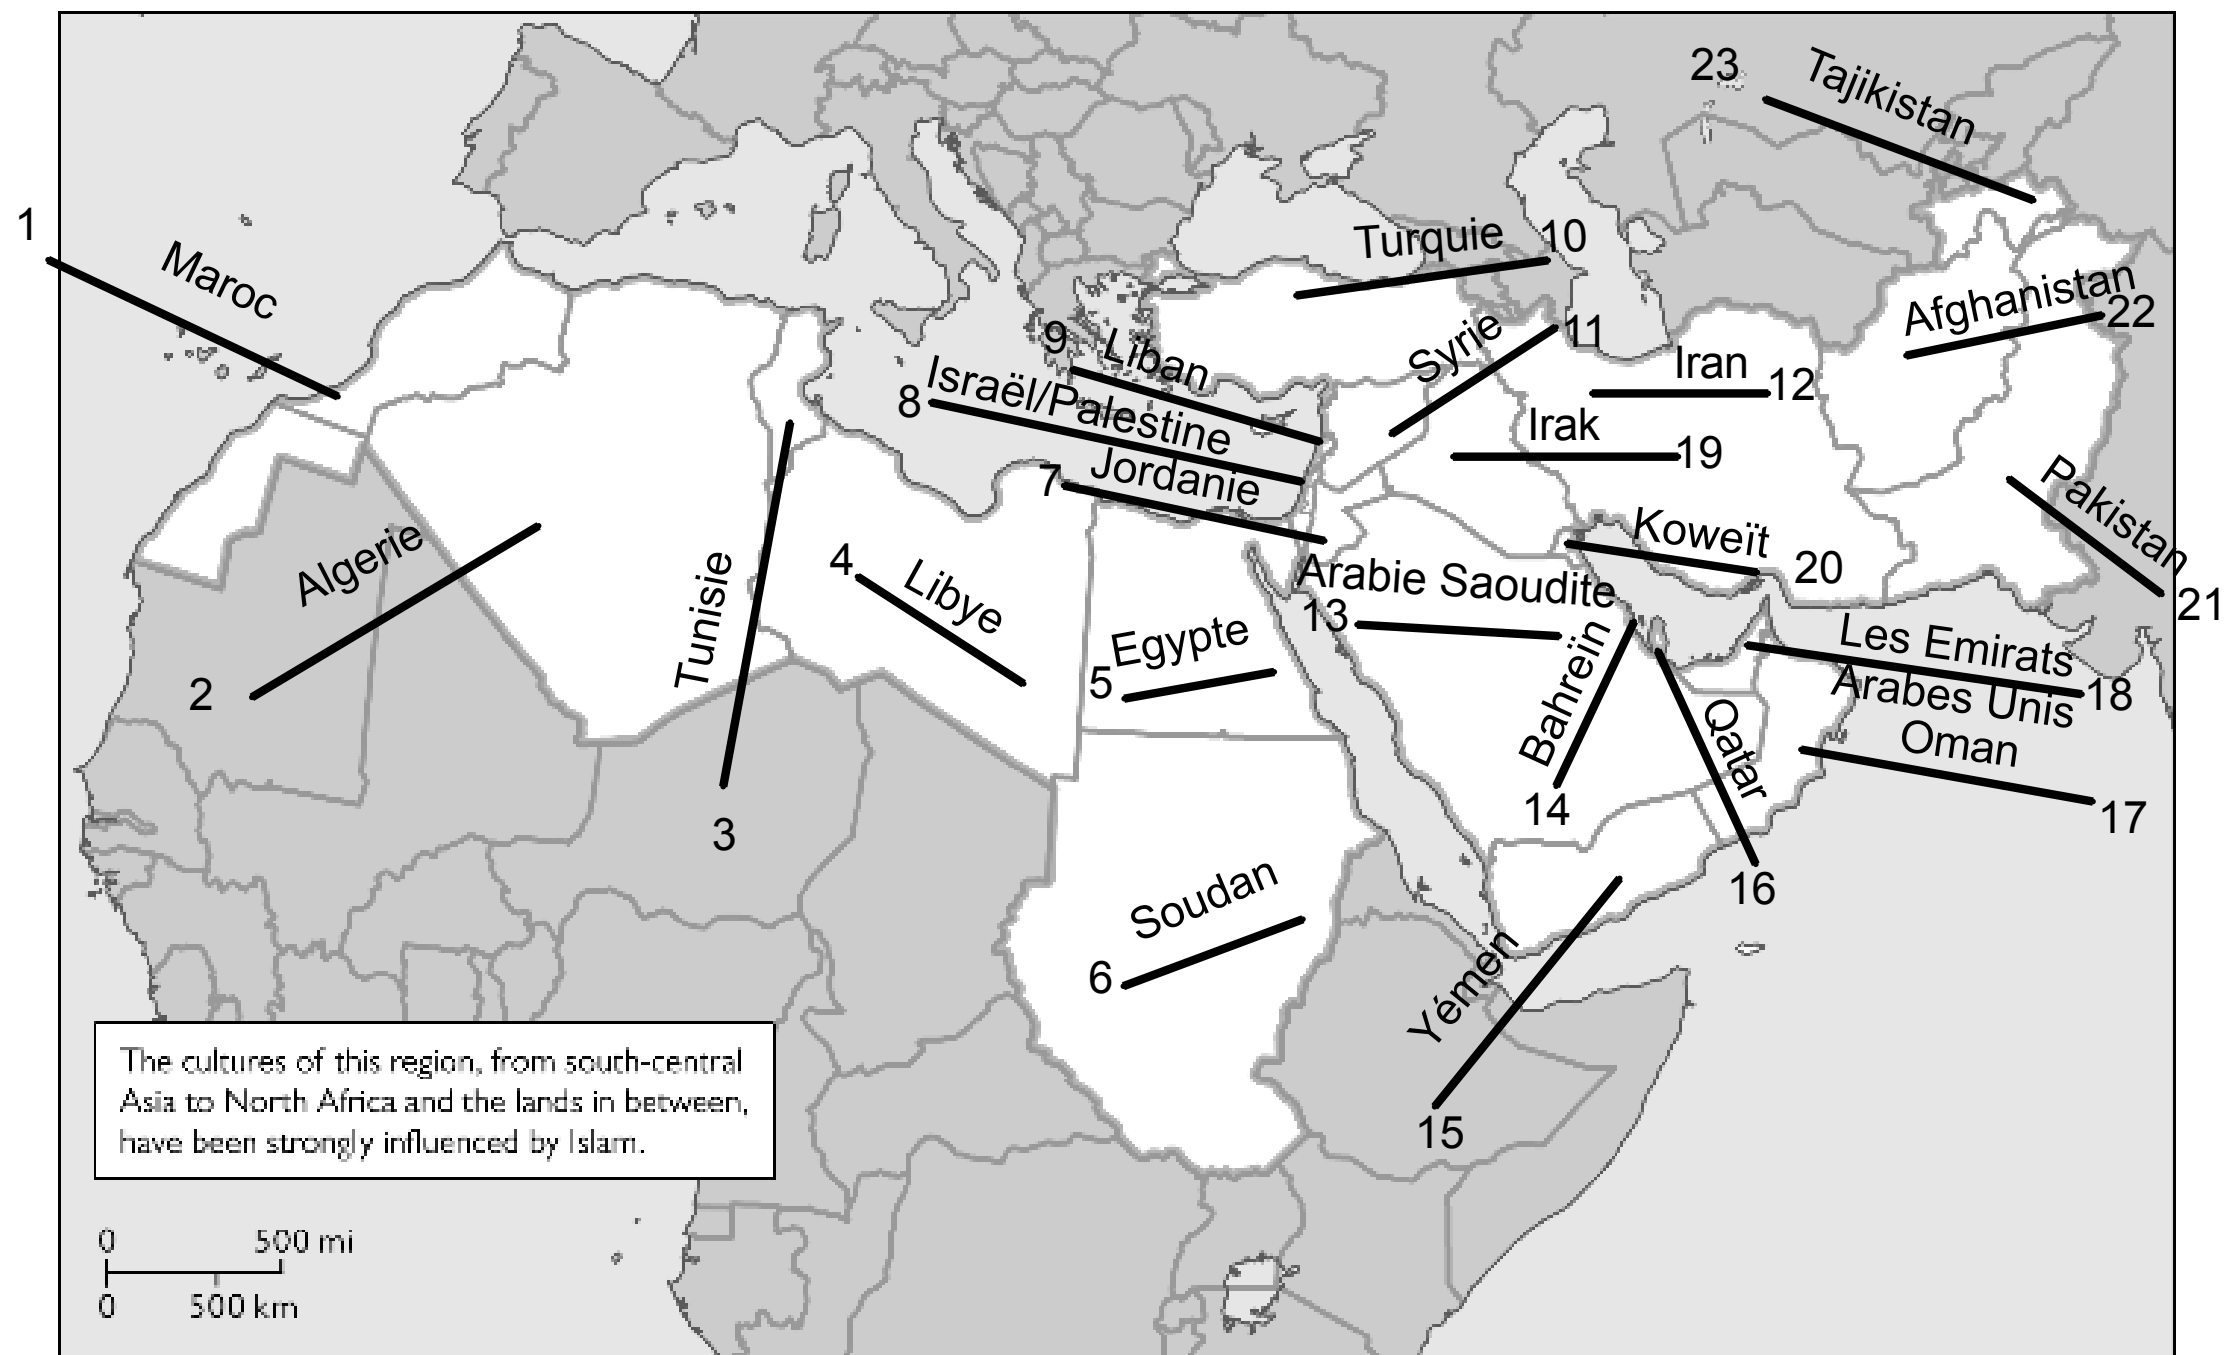 23
Tajikistan
1
Maroc
Turquie
10
Afghanistan
22
9
Liban
Syrie
11
Iran
12
8
Israël/Palestine
Irak
19
7
Jordanie
Pakistan
21
Koweït
20
Algerie
2
Tunisie
3
4
Libye
Arabie Saoudite
13
5
Egypte
Bahreïn
14
Les Emirats
Arabes Unis
18
Qatar
16
Oman
17
Soudan
6
Yémen
15
The cultures of this region, from south-central
Asia to North Africa and the lands in between,
have been strongly influenced by Islam.
0 500 mi
0 500 km